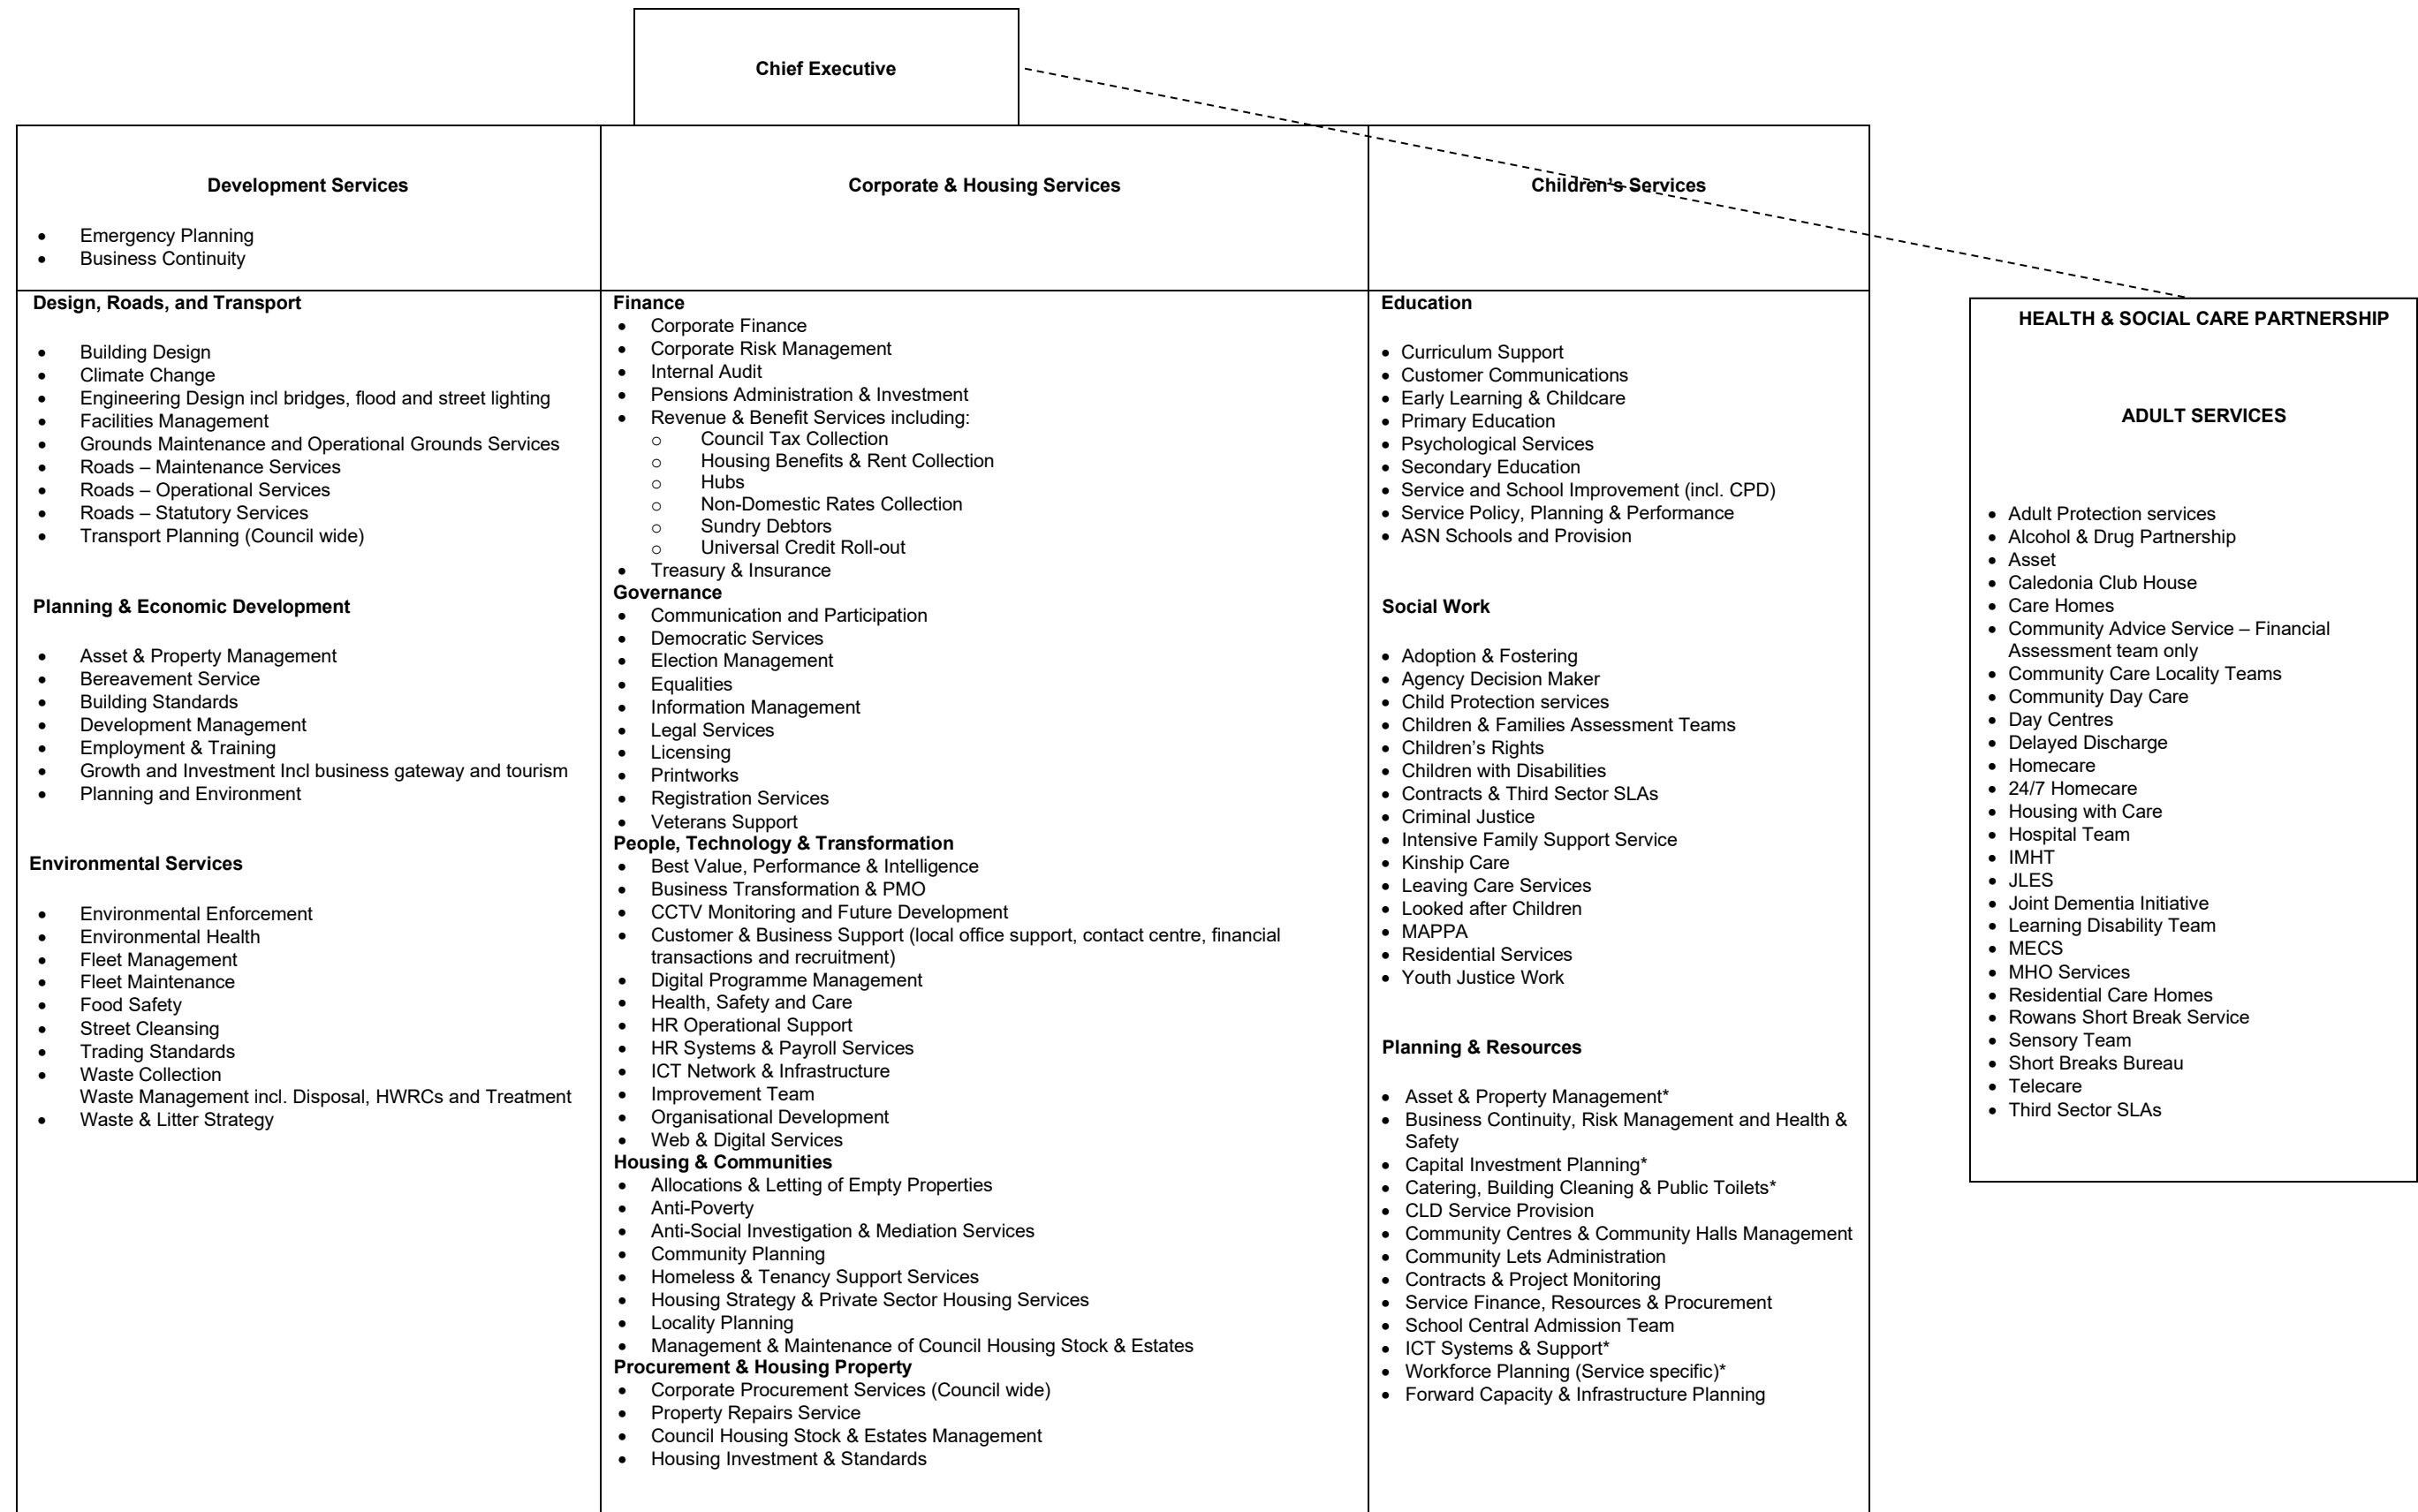 Chief Executive
Development Services
• Emergency Planning
• Business Continuity
Corporate & Housing Services
Children’s Services
Design, Roads, and Transport
• Building Design
• Climate Change
• Engineering Design incl bridges, flood and street lighting
• Facilities Management
• Grounds Maintenance and Operational Grounds Services
• Roads – Maintenance Services
• Roads – Operational Services
• Roads – Statutory Services
• Transport Planning (Council wide)
Planning & Economic Development
• Asset & Property Management
• Bereavement Service
• Building Standards
• Development Management
• Employment & Training
• Growth and Investment Incl business gateway and tourism
• Planning and Environment
Environmental Services
• Environmental Enforcement
• Environmental Health
• Fleet Management
• Fleet Maintenance
• Food Safety
• Street Cleansing
• Trading Standards
• Waste Collection
Waste Management incl. Disposal, HWRCs and Treatment
• Waste & Litter Strategy
Finance
• Corporate Finance
• Corporate Risk Management
• Internal Audit
• Pensions Administration & Investment
• Revenue & Benefit Services including:
o Council Tax Collection
o Housing Benefits & Rent Collection
o Hubs
o Non-Domestic Rates Collection
o Sundry Debtors
o Universal Credit Roll-out
• Treasury & Insurance
Governance
• Communication and Participation
• Democratic Services
• Election Management
• Equalities
• Information Management
• Legal Services
• Licensing
• Printworks
• Registration Services
• Veterans Support
People, Technology & Transformation
• Best Value, Performance & Intelligence
• Business Transformation & PMO
• CCTV Monitoring and Future Development
• Customer & Business Support (local office support, contact centre, financial
transactions and recruitment)
• Digital Programme Management
• Health, Safety and Care
• HR Operational Support
• HR Systems & Payroll Services
• ICT Network & Infrastructure
• Improvement Team
• Organisational Development
• Web & Digital Services
Housing & Communities
• Allocations & Letting of Empty Properties
• Anti-Poverty
• Anti-Social Investigation & Mediation Services
• Community Planning
• Homeless & Tenancy Support Services
• Housing Strategy & Private Sector Housing Services
• Locality Planning
• Management & Maintenance of Council Housing Stock & Estates
Procurement & Housing Property
• Corporate Procurement Services (Council wide)
• Property Repairs Service
• Council Housing Stock & Estates Management
• Housing Investment & Standards
Education
• Curriculum Support
• Customer Communications
• Early Learning & Childcare
• Primary Education
• Psychological Services
• Secondary Education
• Service and School Improvement (incl. CPD)
• Service Policy, Planning & Performance
• ASN Schools and Provision
Social Work
• Adoption & Fostering
• Agency Decision Maker
• Child Protection services
• Children & Families Assessment Teams
• Children’s Rights
• Children with Disabilities
• Contracts & Third Sector SLAs
• Criminal Justice
• Intensive Family Support Service
• Kinship Care
• Leaving Care Services
• Looked after Children
• MAPPA
• Residential Services
• Youth Justice Work
Planning & Resources
• Asset & Property Management*
• Business Continuity, Risk Management and Health &
Safety
• Capital Investment Planning*
• Catering, Building Cleaning & Public Toilets*
• CLD Service Provision
• Community Centres & Community Halls Management
• Community Lets Administration
• Contracts & Project Monitoring
• Service Finance, Resources & Procurement
• School Central Admission Team
• ICT Systems & Support*
• Workforce Planning (Service specific)*
• Forward Capacity & Infrastructure Planning
HEALTH & SOCIAL CARE PARTNERSHIP
ADULT SERVICES
• Adult Protection services
• Alcohol & Drug Partnership
• Asset
• Caledonia Club House
• Care Homes
• Community Advice Service – Financial
Assessment team only
• Community Care Locality Teams
• Community Day Care
• Day Centres
• Delayed Discharge
• Homecare
• 24/7 Homecare
• Housing with Care
• Hospital Team
• IMHT
• JLES
• Joint Dementia Initiative
• Learning Disability Team
• MECS
• MHO Services
• Residential Care Homes
• Rowans Short Break Service
• Sensory Team
• Short Breaks Bureau
• Telecare
• Third Sector SLAs